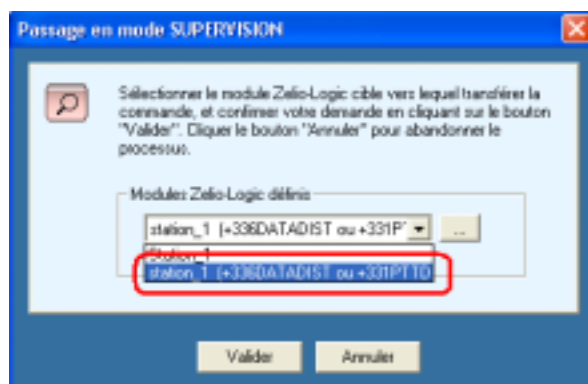 Passage en mode SUPERVISION
Sélectionner le module Zelio-Logic cible vers lequel transférer la
commande, et confirmer votre demande en cliquant sur le bouton
"Valider". Cliquer le bouton "Annuler" pour abandonner le
processus.
Modules Zelio-Logic définis
station_1 (+336DATADIST ou +331P
...
Station_1
station_1 (+336DATADIST ou +331PTTD
Valider
Annuler